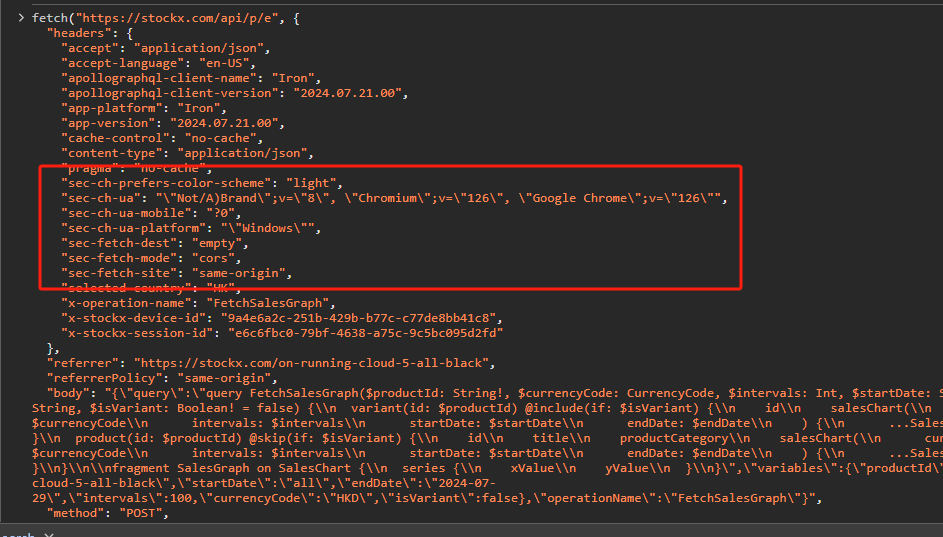 > fetch("https://stockx.com/api/p/e", {
"headers": {
"accept": "application/json",
"accept-language": "en-US",
"apollographql-client-name": "Iron",
"apollographql-client-version": "2024.07.21.00",
"app-platform": "Iron",
"app-version": "2024.07.21.00",
"cache-control": "no-cache",
"content-type": "application/json",
"pragma": "no-cache",
"sec-ch-prefers-color-scheme": "light",
"sec-ch-ua": "\"Not/A)Brand\";v=\"8\", \"Chromium\";v=\"126\", \"Google Chrome\";v=\"126\"",
"sec-ch-ua-mobile": "?0",
"sec-ch-ua-platform": "\"Windows\"",
"sec-fetch-dest": "empty",
"sec-fetch-mode": "cors",
"sec-fetch-site": "same-origin",
"selected-country": "HK",
"x-operation-name": "FetchSalesGraph",
"x-stockx-device-id": "9a4e6a2c-251b-429b-b77c-c77de8bb41c8",
"x-stockx-session-id": "e6c6fbc0-79bf-4638-a75c-9c5bc095d2fd"
},
"referrer": "https://stockx.com/on-running-cloud-5-all-black",
"referrerPolicy": "same-origin",
"body": "{\"query\":\"query FetchSalesGraph($productId: String!, $currencyCode: CurrencyCode, $intervals: Int, $startDate: S
String, $isVariant: Boolean! = false) {\\n  variant(id: $productId) @include(if: $isVariant) {\\n    id\\n    salesChart(\\n
$currencyCode\\n      intervals: $intervals\\n      startDate: $startDate\\n      endDate: $endDate\\n    ) {\\n      ...Sales
}\\n  product(id: $productId) @skip(if: $isVariant) {\\n    id\\n    title\\n    productCategory\\n    salesChart(\\n      cu
$currencyCode\\n      intervals: $intervals\\n      startDate: $startDate\\n      endDate: $endDate\\n    ) {\\n      ...Sales
}\\n}\\n\\nfragment SalesGraph on SalesChart {\\n  series {\\n    xValue\\n    yValue\\n  }\\n}\",\"variables\":{\"productId\"
cloud-5-all-black\",\"startDate\":\"all\",\"endDate\":\"2024-07-
29\",\"intervals\":100,\"currencyCode\":\"HKD\",\"isVariant\":false},\"operationName\":\"FetchSalesGraph\"}",
"method": "POST",